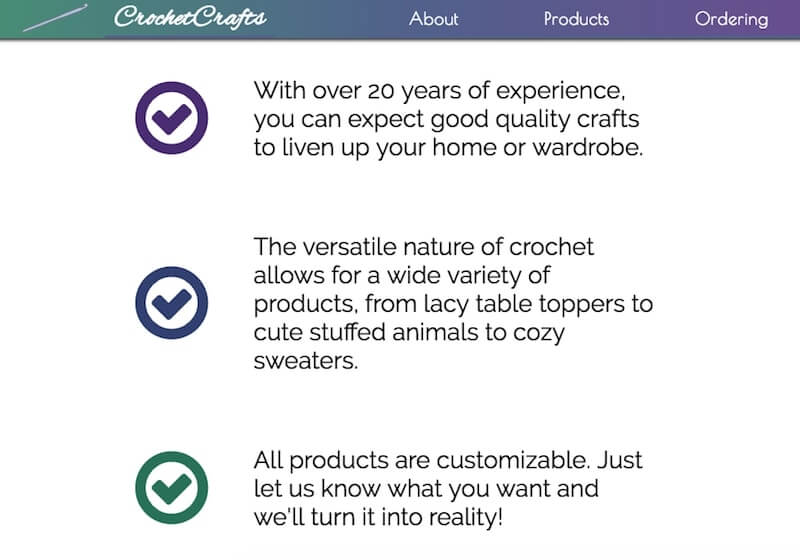 CrochetCrafts About Products Ordering
With over 20 years of experience,
you can expect good quality crafts
to liven up your home or wardrobe.
The versatile nature of crochet
allows for a wide variety of
products, from lacy table toppers to
cute stuffed animals to cozy
sweaters.
All products are customizable. Just
let us know what you want and
we'll turn it into reality!